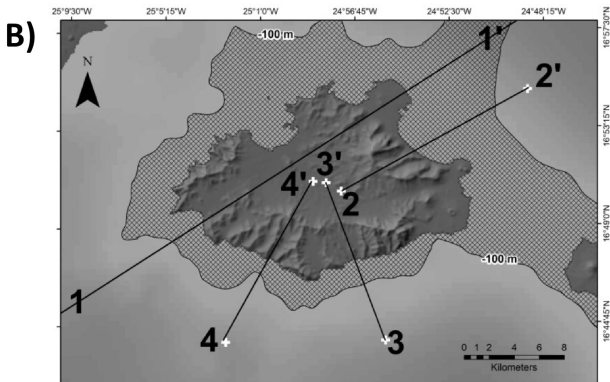 B)
25°9'30"W 25°5'15"W 25°1'0"W 24°56'45"W 24°52'30"W 24°48'15"W
16°57'30"N
16°53'15"N
16°49'0"N
16°44'45"N
-100 m
N
1'
2'
3'
4'
2
1
-100 m
4
3
0 1 2 4 6 8
Kilometers